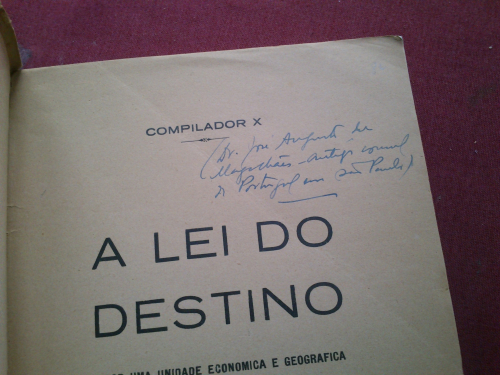 COMPILADOR X
(Dr. José Augusto de
Magalhães - antigo consul
de Portugal em São Paulo)
A LEI DO
DESTINO
UMA UNIDADE ECONOMICA E GEOGRAFICA